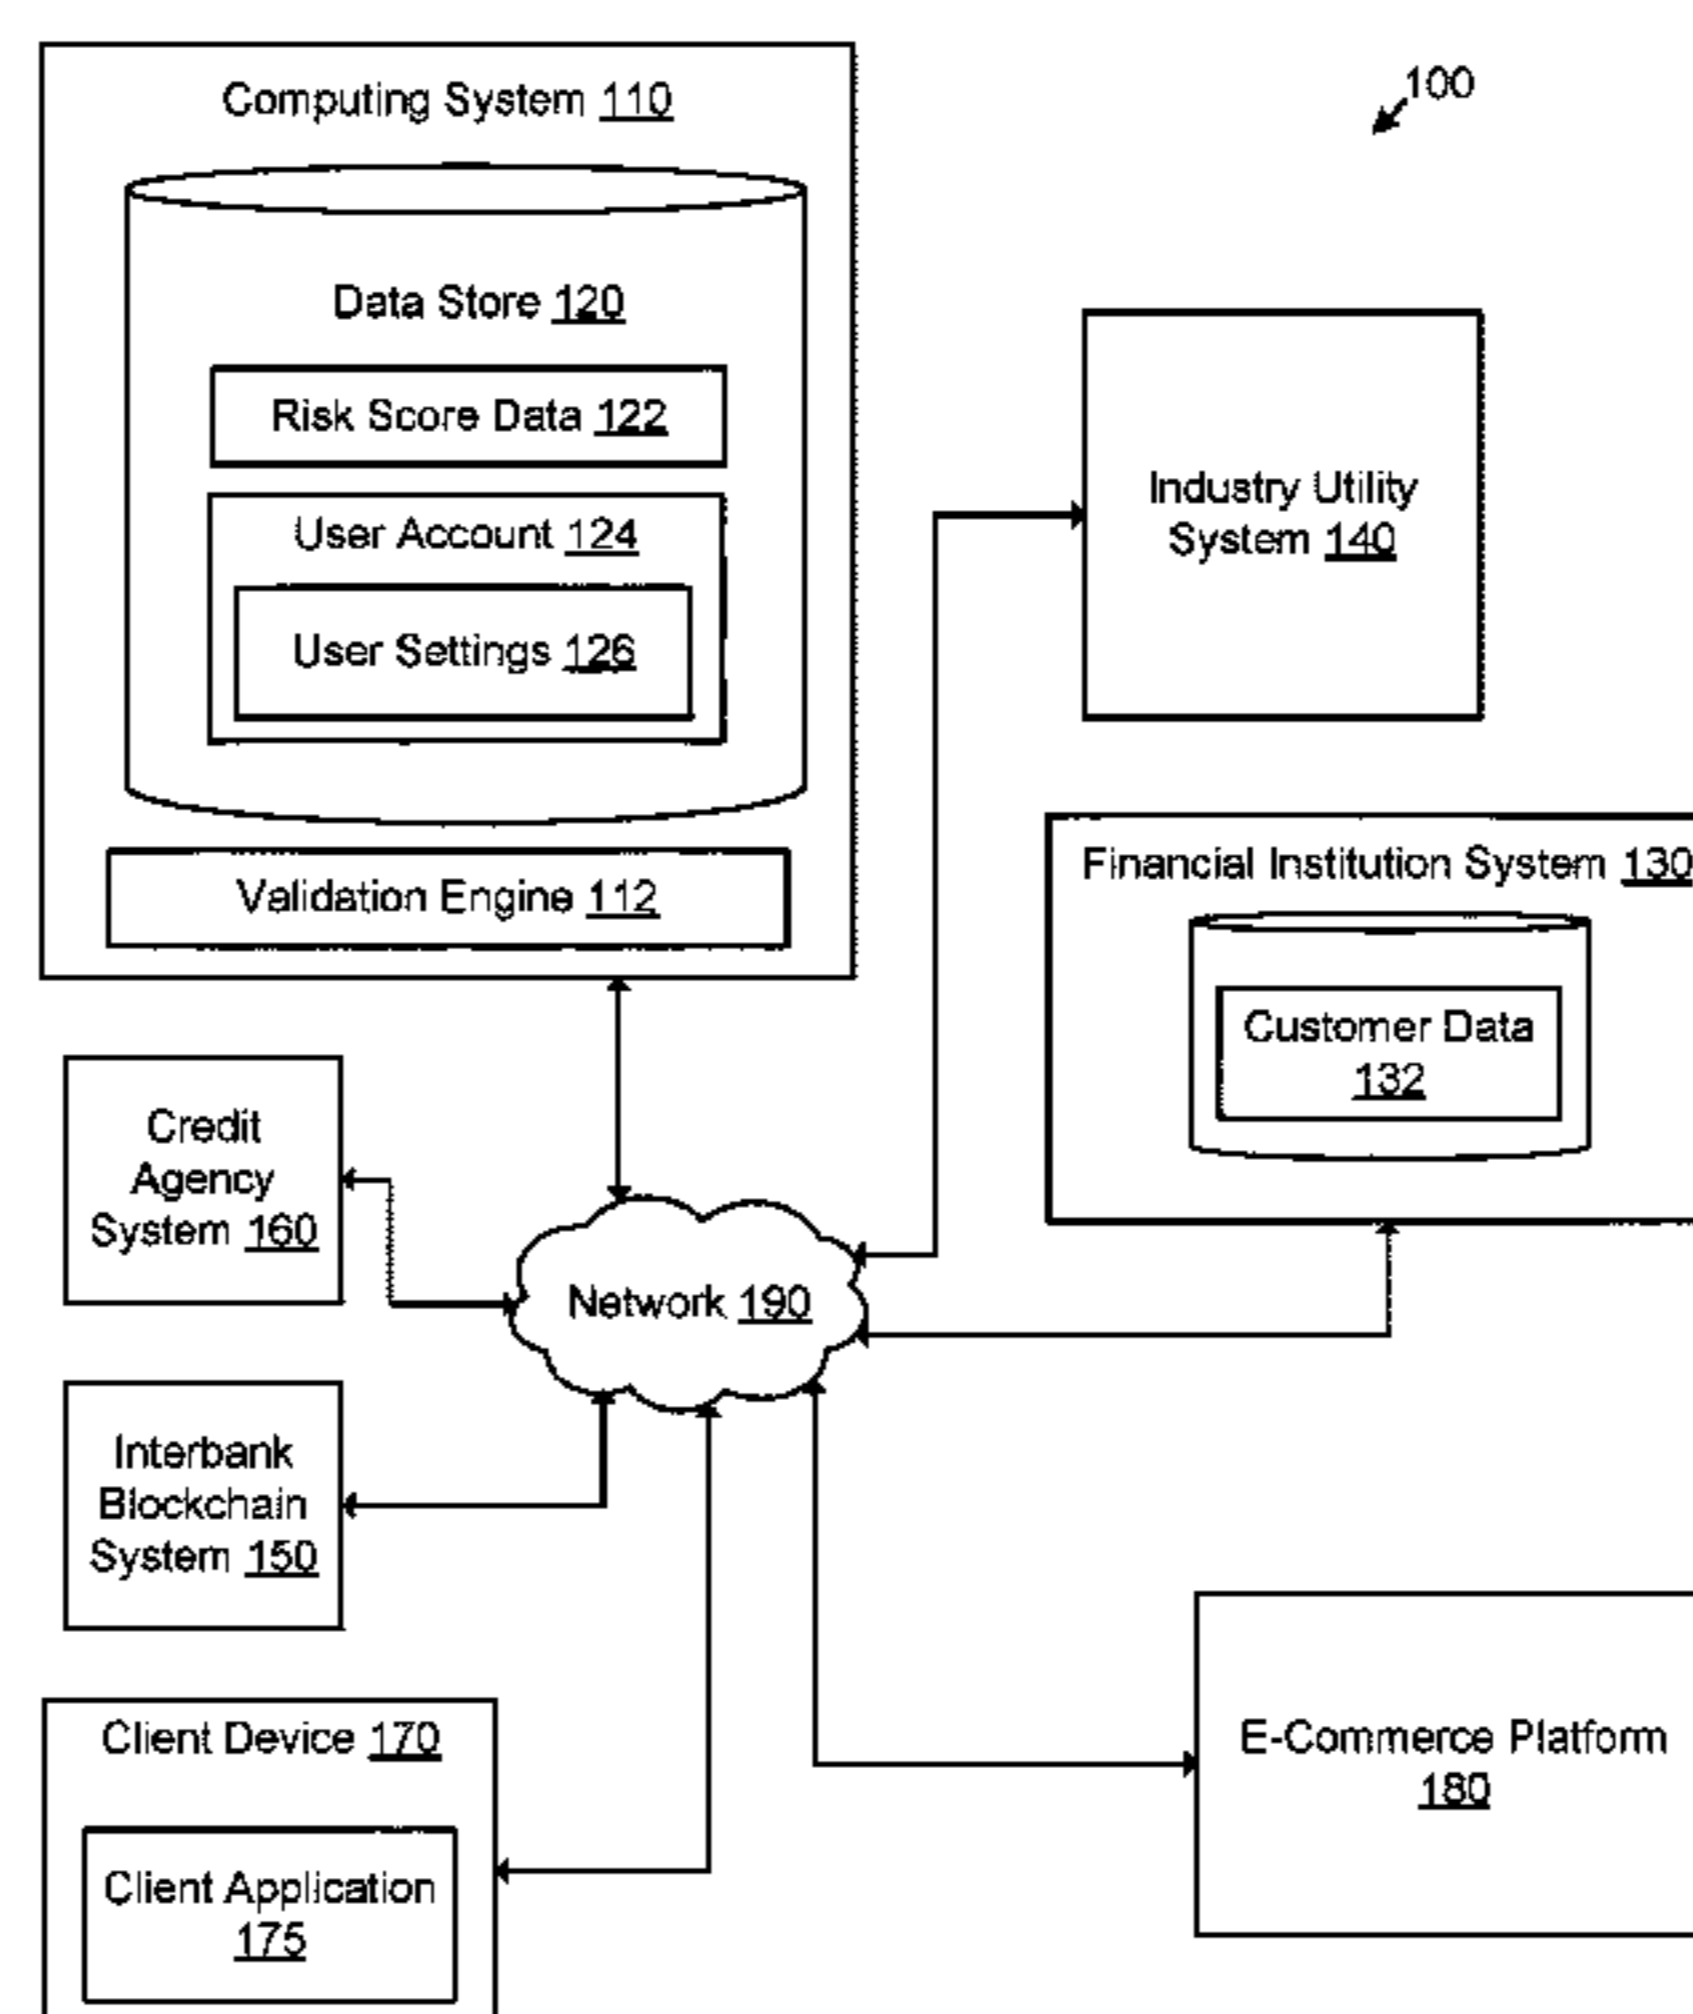 Computing System 110
100
Data Store 120
Risk Score Data 122
User Account 124
User Settings 126
Validation Engine 112
Industry Utility
System 140
Financial Institution System 130
Customer Data
132
Credit
Agency
System 160
Network 190
Interbank
Blockchain
System 150
Client Device 170
Client Application
175
E-Commerce Platform
180